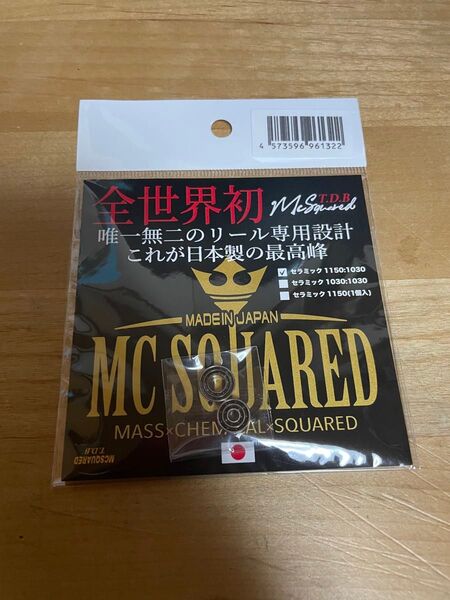 4 573596 961322
全世界初 McSquared T.D.B
唯一無二のリール専用設計
これが日本製の最高峰
セラミック 1150:1030
セラミック 1030:1030
セラミック 1150(1個入)
MADE IN JAPAN
MC SQUARED
MASS×CHEMICAL×SQUARED
MCSQUARED
T.D.B